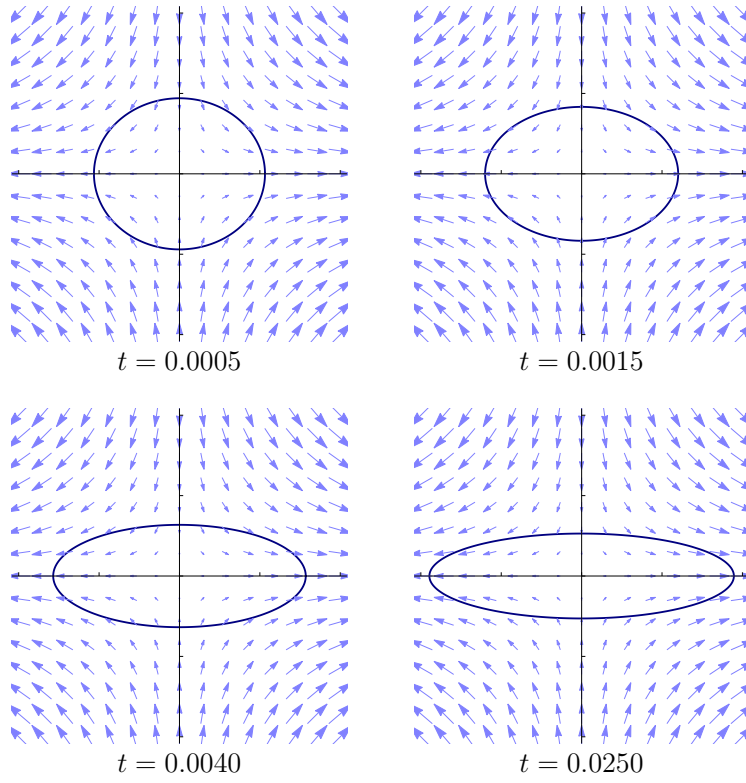 t = 0.0005
t = 0.0015
t = 0.0040
t = 0.0250